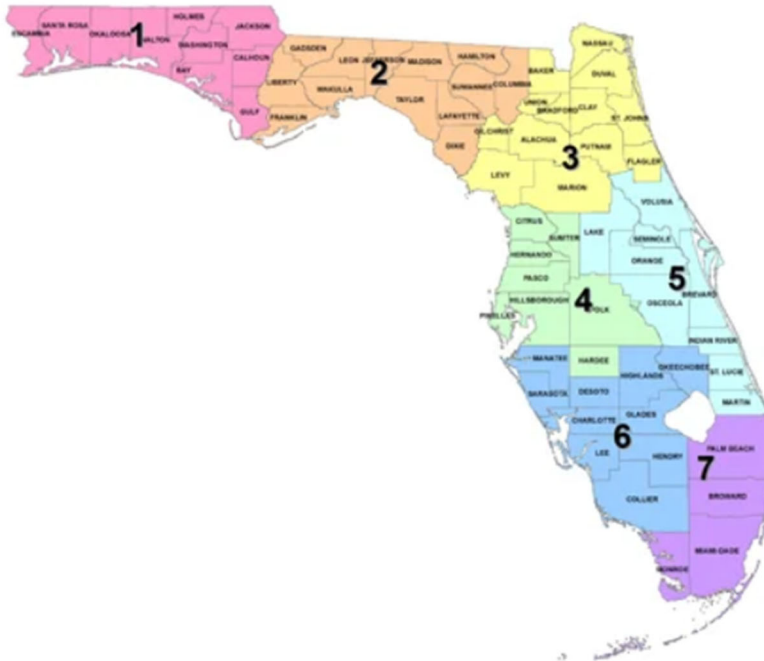 ESCAMBIA
SANTA ROSA
OKALOOSA
1
WALTON
HOLMES
WASHINGTON
JACKSON
BAY
CALHOUN
GULF
GADSDEN
LIBERTY
FRANKLIN
LEON
WAKULLA
JEFFERSON
2
MADISON
TAYLOR
HAMILTON
SUWANNEE
LAFAYETTE
DIXIE
COLUMBIA
NASSAU
BAKER
DUVAL
UNION
BRADFORD
CLAY
ST. JOHNS
GILCHRIST
ALACHUA
PUTNAM
3
FLAGLER
LEVY
MARION
CITRUS
SUMTER
HERNANDO
PASCO
HILLSBOROUGH
PINELLAS
4
POLK
HARDEE
VOLUSIA
LAKE
SEMINOLE
ORANGE
5
BREVARD
OSCEOLA
INDIAN RIVER
ST. LUCIE
MARTIN
MANATEE
HIGHLANDS
OKEECHOBEE
SARASOTA
DESOTO
CHARLOTTE
GLADES
6
LEE
HENDRY
COLLIER
PALM BEACH
7
BROWARD
MIAMI-DADE
MONROE